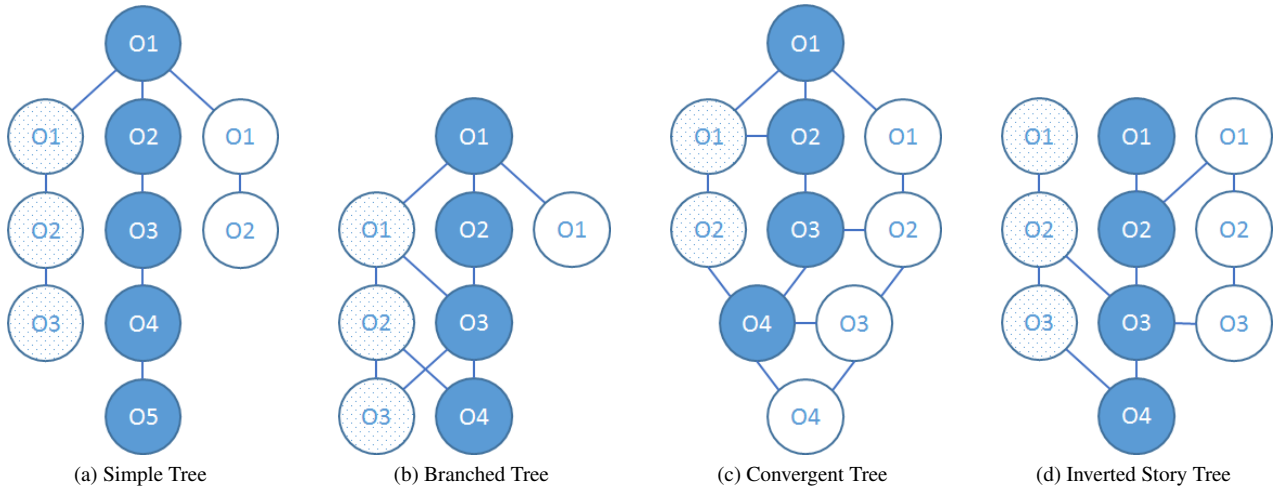 O1
O1 O2 O1
O2 O3 O2
O3 O4
O5
(a) Simple Tree
O1
O1 O2 O1
O2 O3
O3 O4
(b) Branched Tree
O1
O1 O2 O1
O2 O3 O2
O4 O3
O4
(c) Convergent Tree
O1 O1 O1
O2 O2 O2
O3 O3 O3
O4
(d) Inverted Story Tree